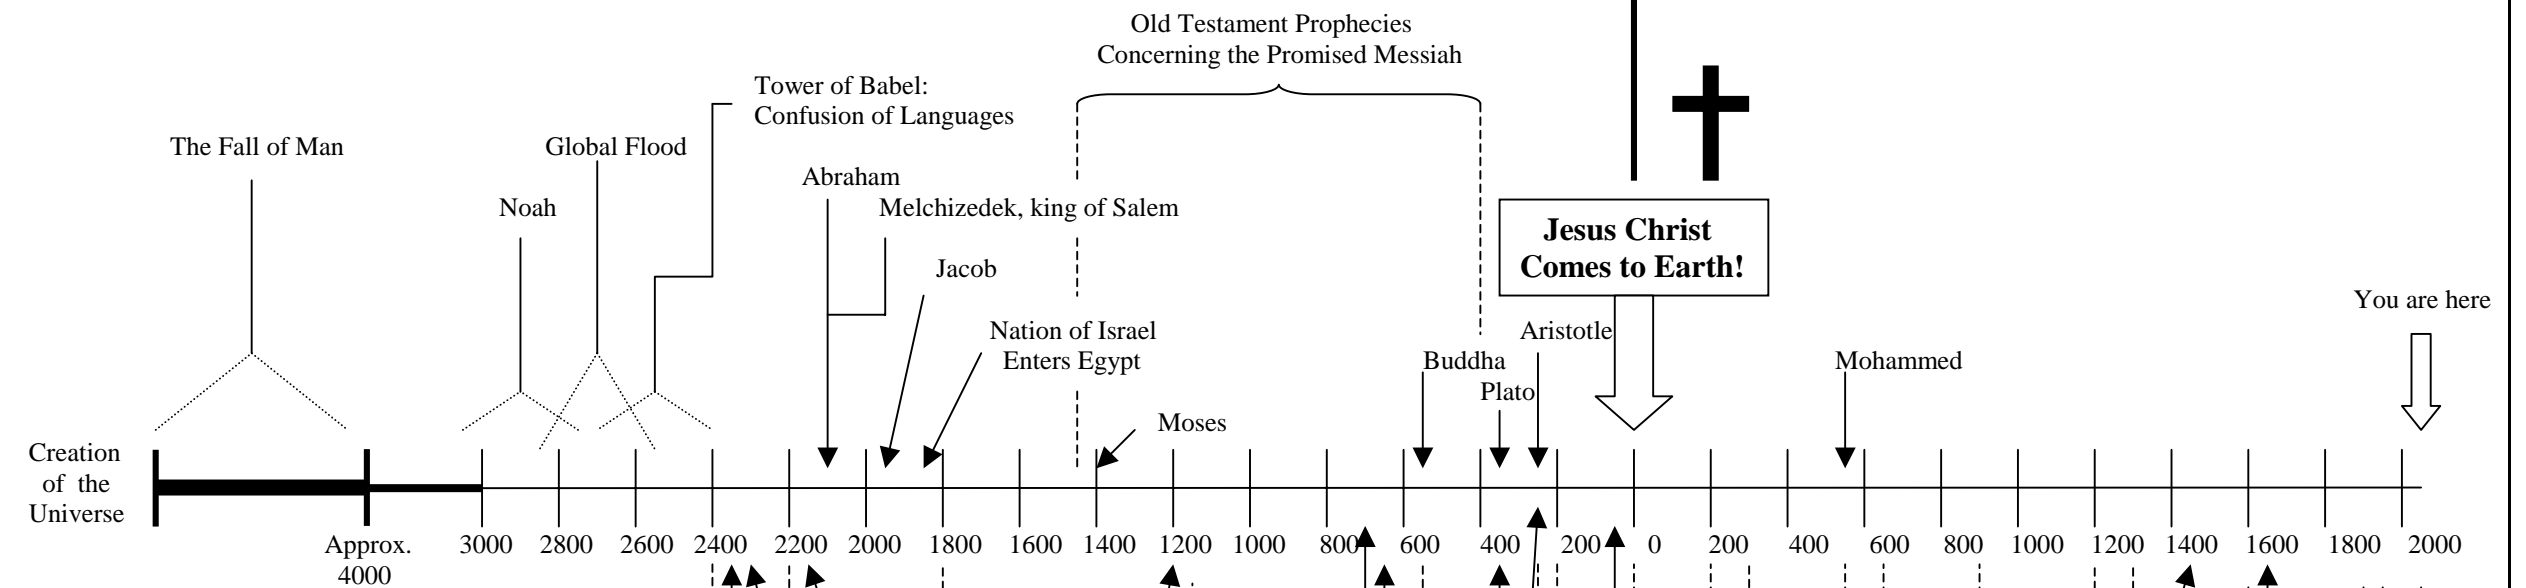 Old Testament Prophecies
Concerning the Promised Messiah
Tower of Babel:
Confusion of Languages
The Fall of Man
Global Flood
Abraham
Noah
Melchizedek, king of Salem
Jesus Christ
Comes to Earth!
Jacob
You are here
Nation of Israel
Enters Egypt
Aristotle
Buddha
Mohammed
Plato
Moses
Creation
of the
Universe
Approx.
4000
3000 2800 2600 2400 2200 2000 1800 1600 1400 1200 1000 800 600 400 200 0 200 400 600 800 1000 1200 1400 1600 1800 2000